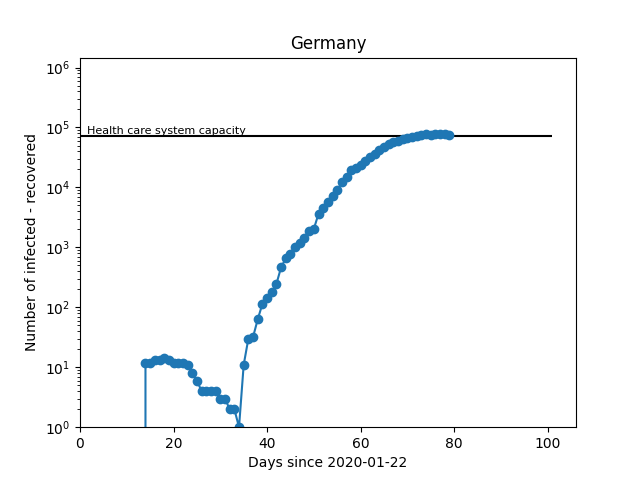 Germany
10⁶
10⁵
10⁴
10³
10²
10¹
10⁰
Number of infected - recovered
Health care system capacity
0 20 40 60 80 100
Days since 2020-01-22